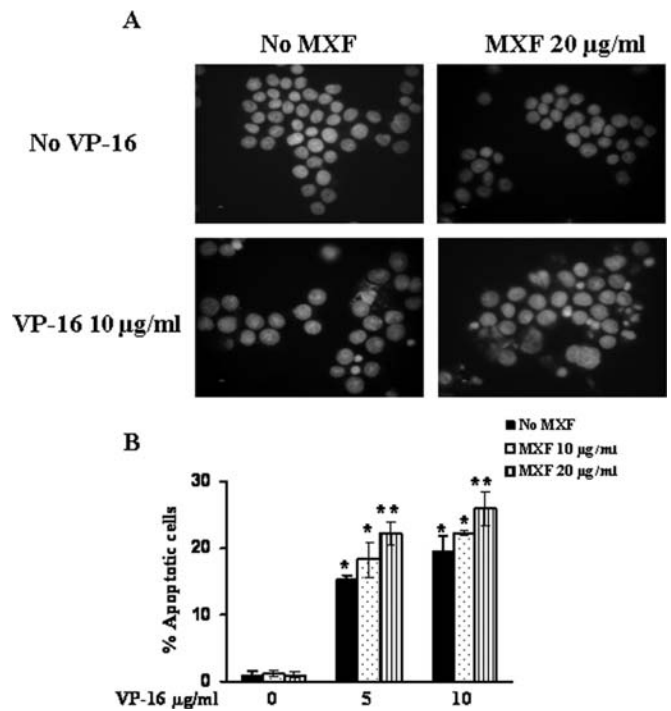 A
No MXF
MXF 20 µg/ml
No VP-16
VP-16 10 µg/ml
B
No MXF
MXF 10 µg/ml
MXF 20 µg/ml
% Apoptatic cells
30
20
10
0
* * **
* * **
VP-16 µg/ml 0 5 10